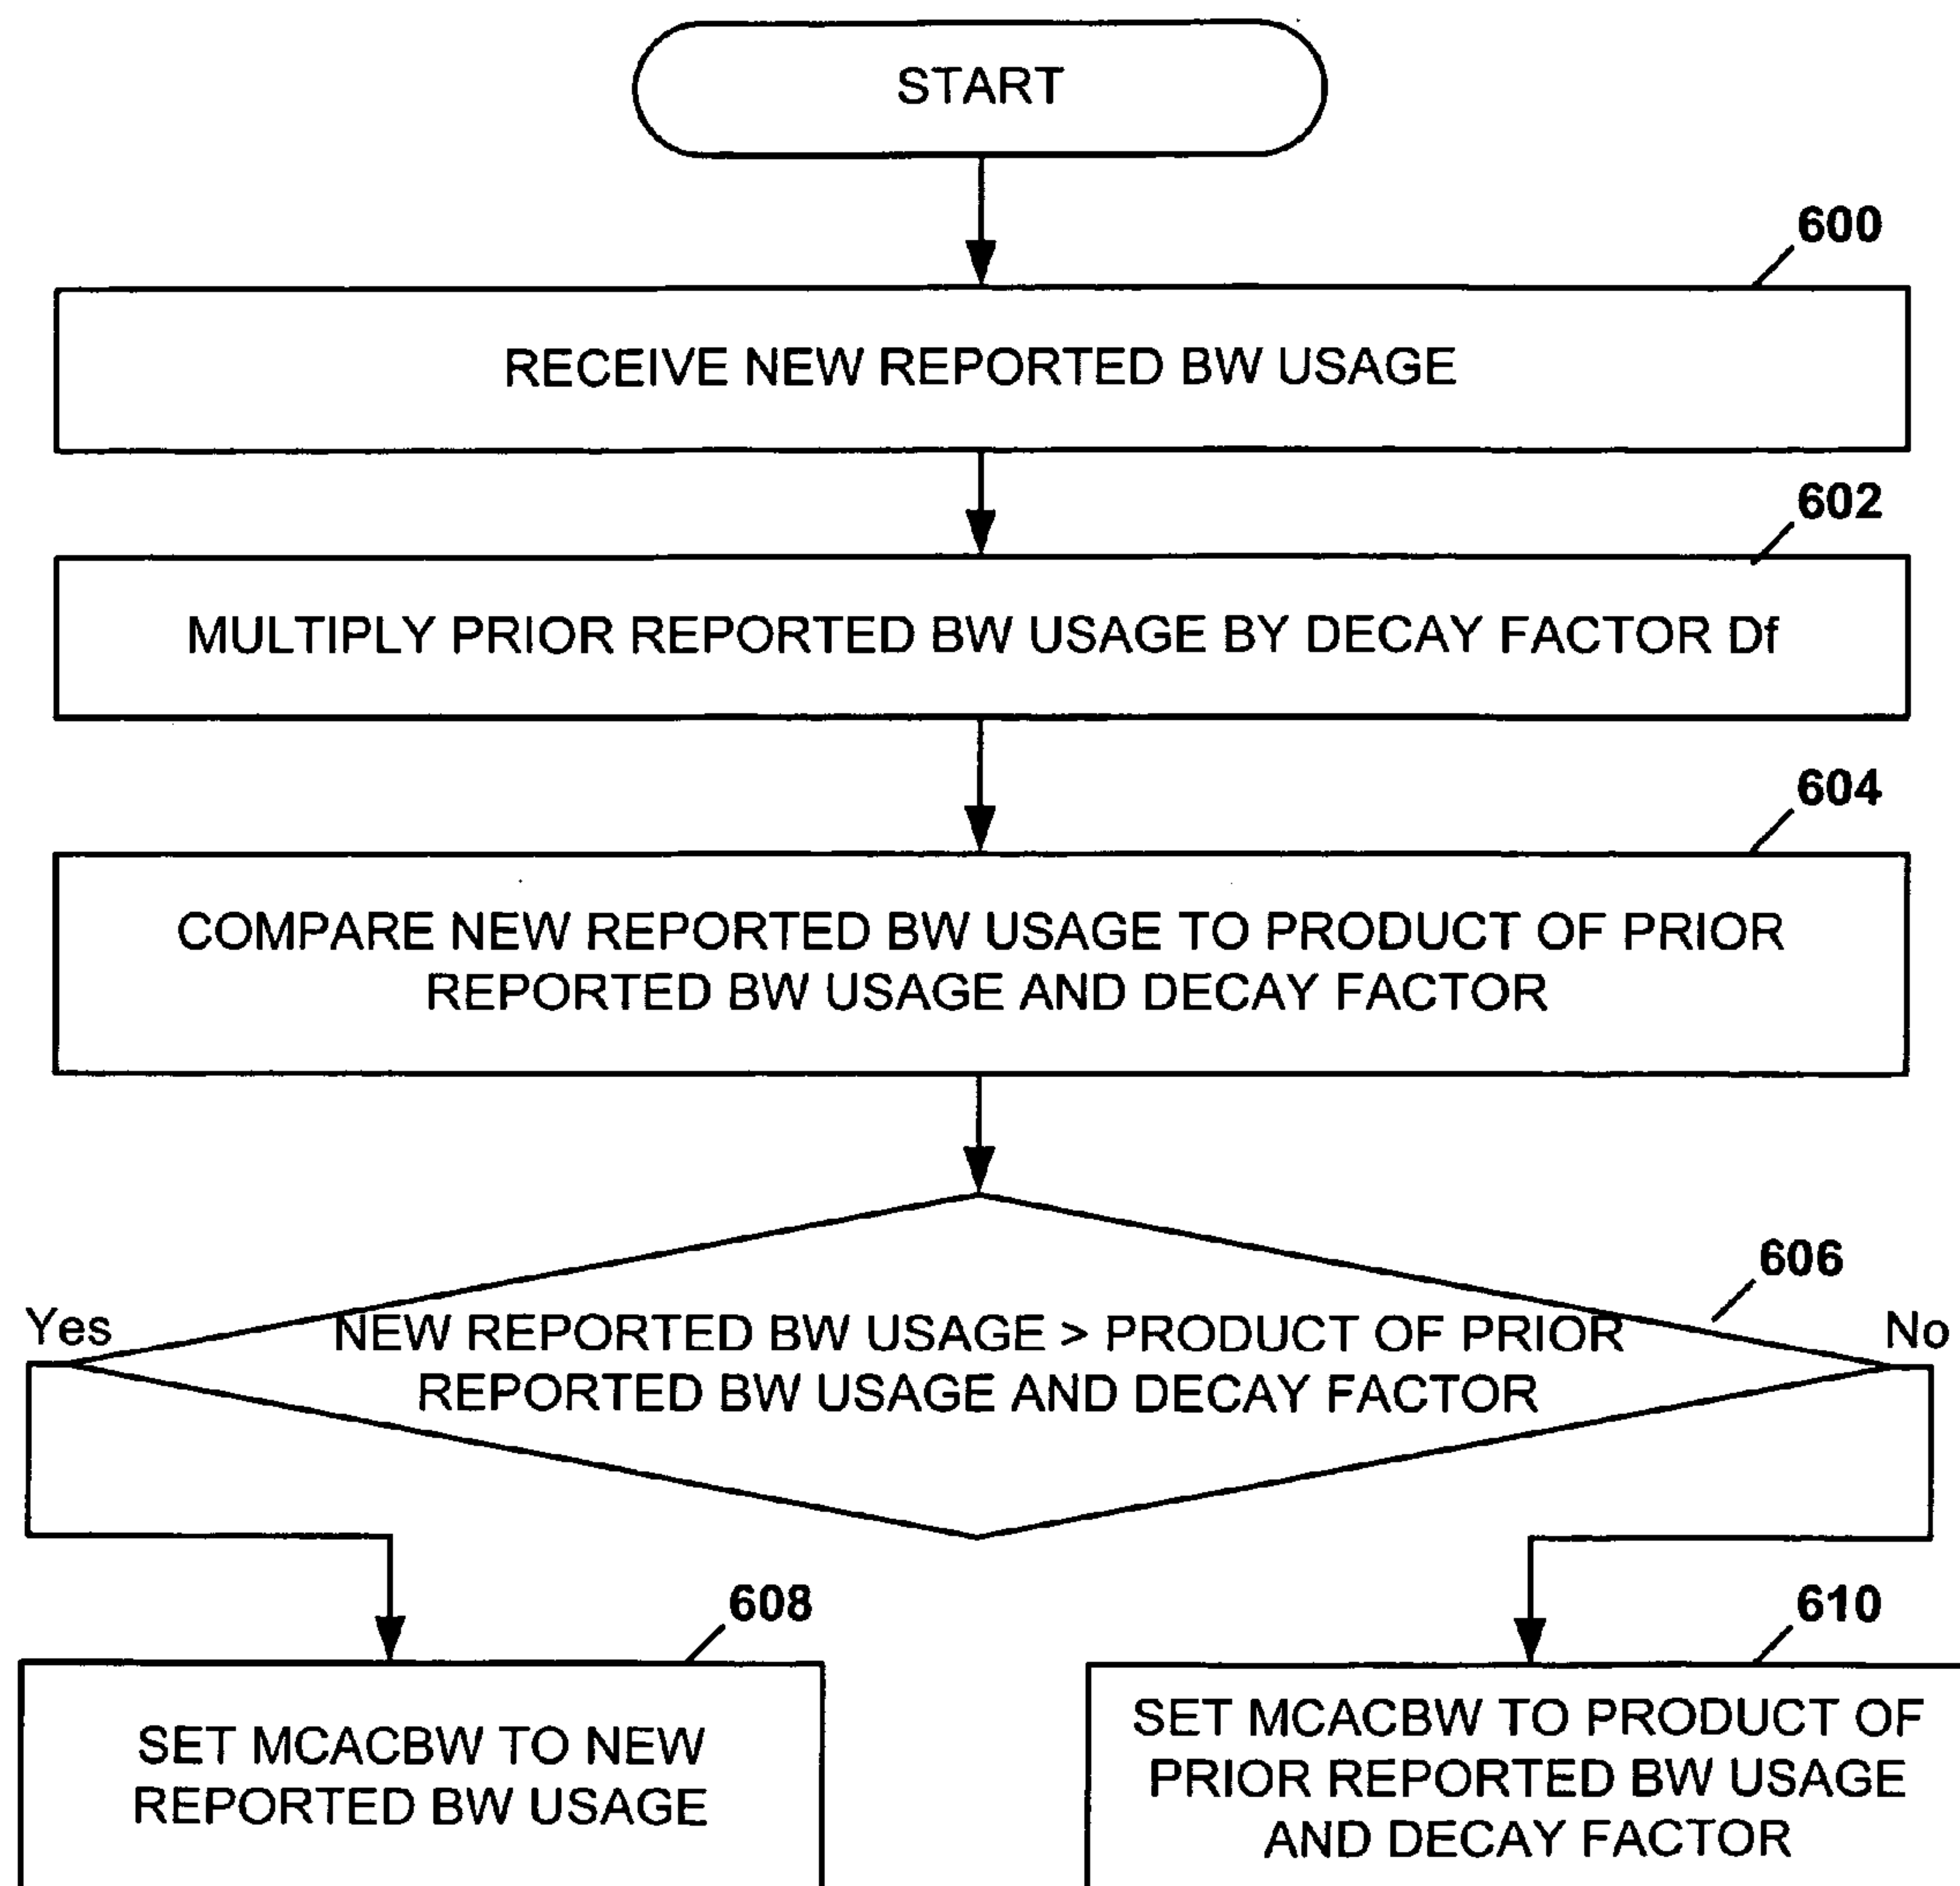 START
600
RECEIVE NEW REPORTED BW USAGE
602
MULTIPLY PRIOR REPORTED BW USAGE BY DECAY FACTOR Df
604
COMPARE NEW REPORTED BW USAGE TO PRODUCT OF PRIOR
REPORTED BW USAGE AND DECAY FACTOR
606
Yes
NEW REPORTED BW USAGE > PRODUCT OF PRIOR
REPORTED BW USAGE AND DECAY FACTOR
No
608
SET MCACBW TO NEW
REPORTED BW USAGE
610
SET MCACBW TO PRODUCT OF
PRIOR REPORTED BW USAGE
AND DECAY FACTOR